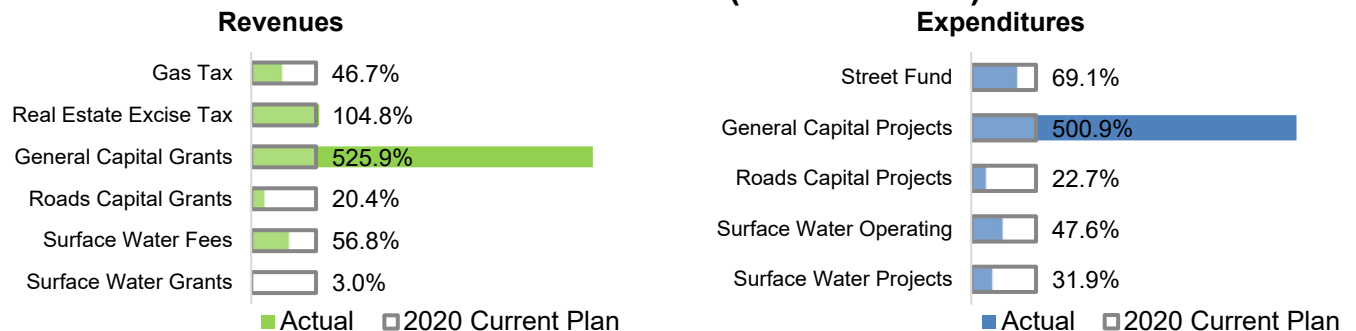 Revenues
Gas Tax 46.7%
Real Estate Excise Tax 104.8%
General Capital Grants 525.9%
Roads Capital Grants 20.4%
Surface Water Fees 56.8%
Surface Water Grants 3.0%
Actual 2020 Current Plan
Expenditures
Street Fund 69.1%
General Capital Projects 500.9%
Roads Capital Projects 22.7%
Surface Water Operating 47.6%
Surface Water Projects 31.9%
Actual 2020 Current Plan